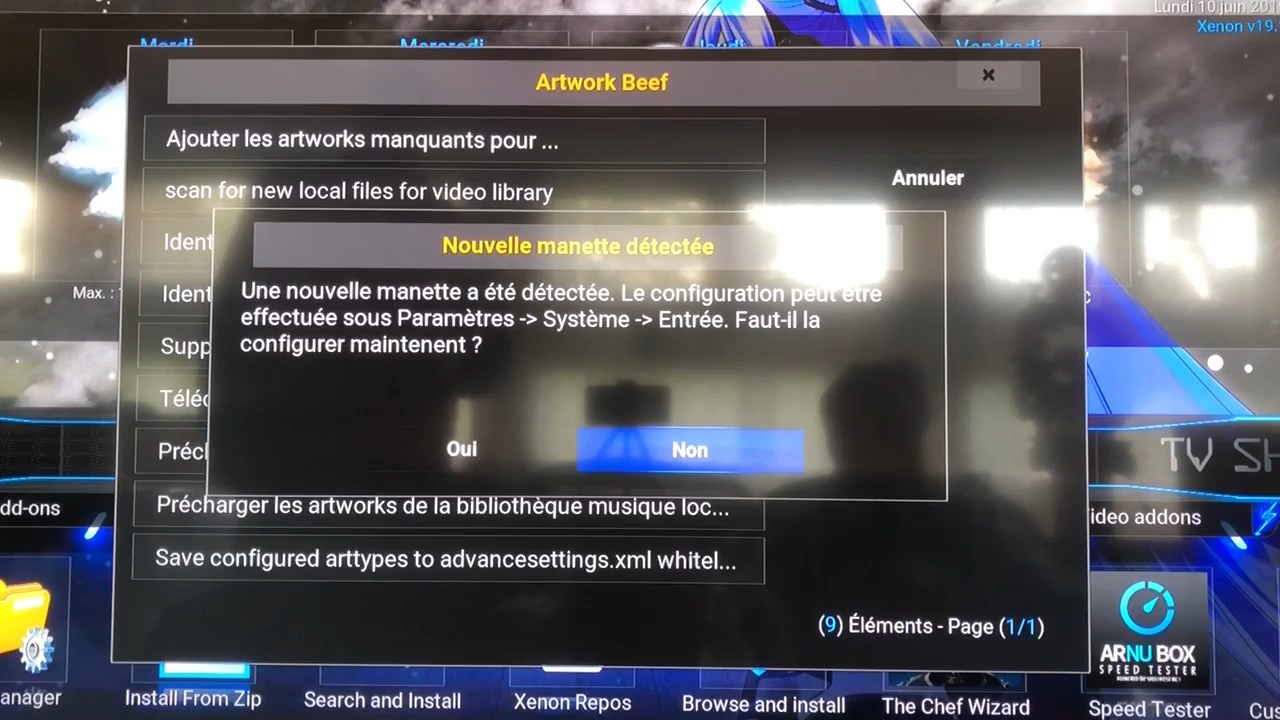 Lundi 10 juin 201
Xenon v19.
Mardi
Mercredi
Jeudi
Vendredi
Artwork Beef
Ajouter les artworks manquants pour ...
scan for new local files for video library
Annuler
Ident
Nouvelle manette détectée
Une nouvelle manette a été détectée. Le configuration peut être
Max. :
Ident
effectuée sous Paramètres -> Système -> Entrée. Faut-il la
configurer maintenent ?
Supp
Téléc
Précl
Oui
Non
TV SH
dd-ons
Précharger les artworks de la bibliothèque musique loc...
ideo addons
Save configured arttypes to advancesettings.xml whitel...
(9) Éléments - Page (1/1)
ARNU BOX
SPEED TESTER
anager
Install From Zip
Search and Install
Xenon Repos
Browse and install
The Chef Wizard
Speed Tester
Cus